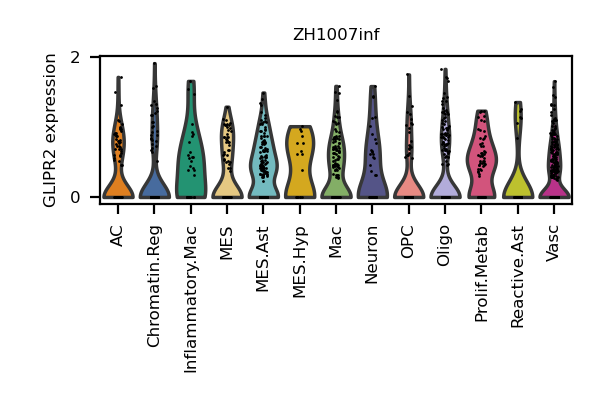 ZH1007inf
GLIPR2 expression
2
0
AC
Chromatin.Reg
Inflammatory.Mac
MES
MES.Ast
MES.Hyp
Mac
Neuron
OPC
Oligo
Prolif.Metab
Reactive.Ast
Vasc